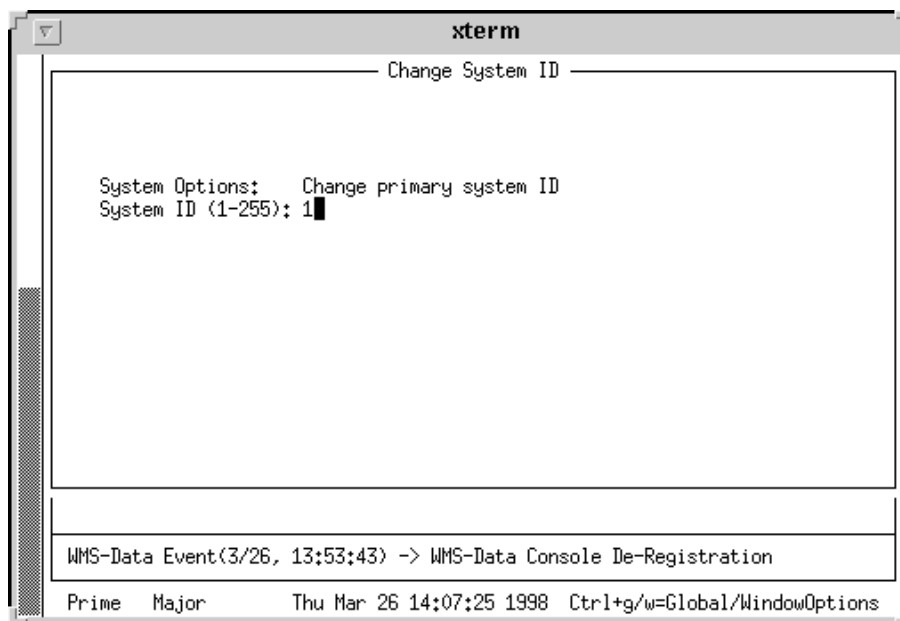 xterm
Change System ID
System Options: Change primary system ID
System ID (1-255): 1
WMS-Data Event(3/26, 13:53:43) -> WMS-Data Console De-Registration
Prime Major Thu Mar 26 14:07:25 1998 Ctrl+g/w=Global/WindowOptions